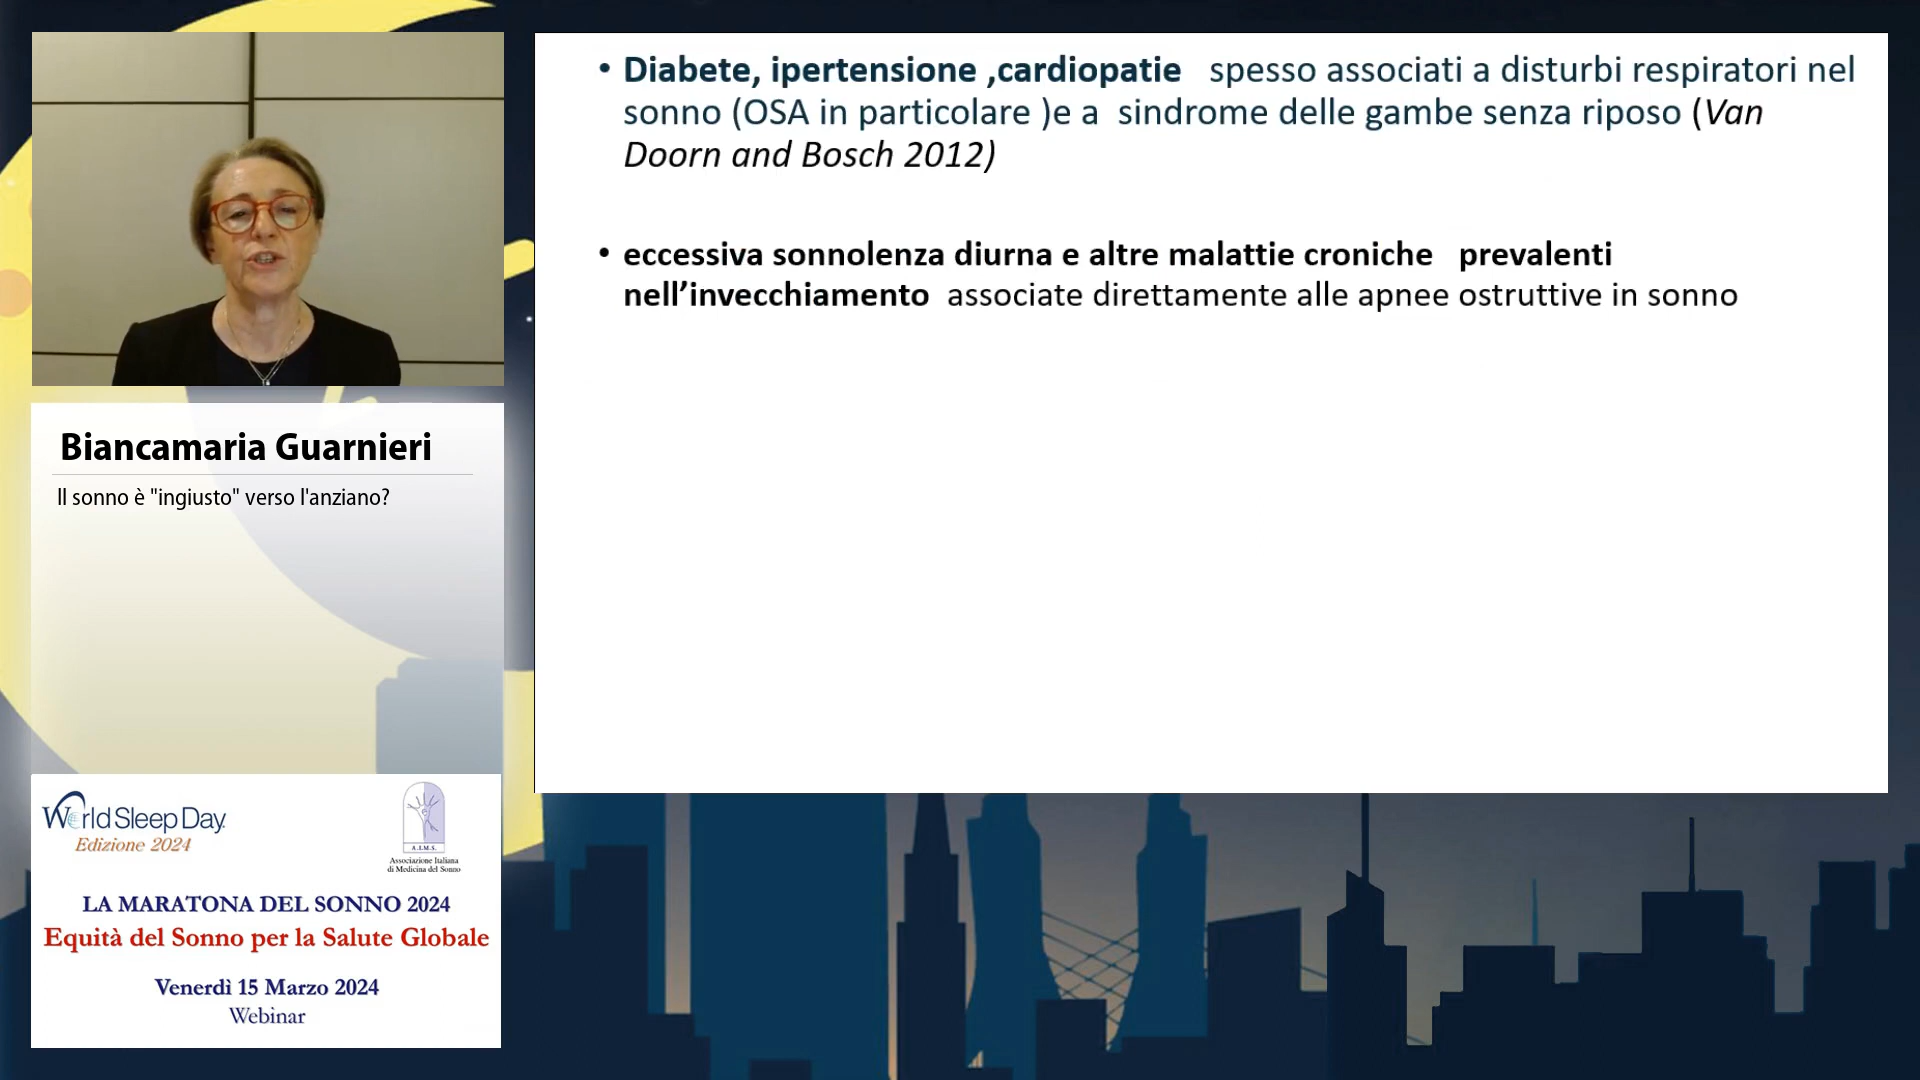 • Diabete, ipertensione ,cardiopatie spesso associati a disturbi respiratori nel
sonno (OSA in particolare )e a sindrome delle gambe senza riposo (Van
Doorn and Bosch 2012)
• eccessiva sonnolenza diurna e altre malattie croniche prevalenti
nell’invecchiamento associate direttamente alle apnee ostruttive in sonno
Biancamaria Guarnieri
Il sonno è "ingiusto" verso l'anziano?
World Sleep Day
Edizione 2024
A.I.M.S.
Associazione Italiana
di Medicina del Sonno
LA MARATONA DEL SONNO 2024
Equità del Sonno per la Salute Globale
Venerdì 15 Marzo 2024
Webinar